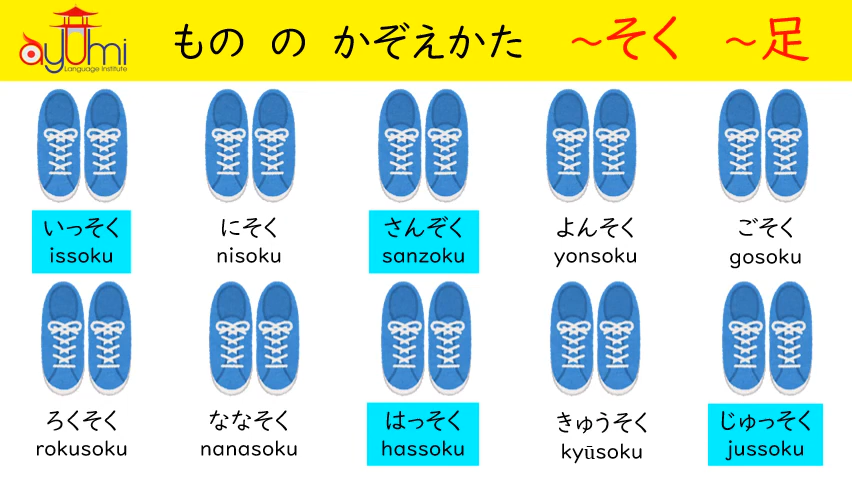 ayumi
Language Institute
もの の かぞえかた ～そく ～足
いっそく にそく さんぞく よんそく ごそく
issoku nisoku sanzoku yonsoku gosoku
ろくそく ななそく はっそく きゅうそく じゅっそく
rokusoku nanasoku hassoku kyūsoku jussoku